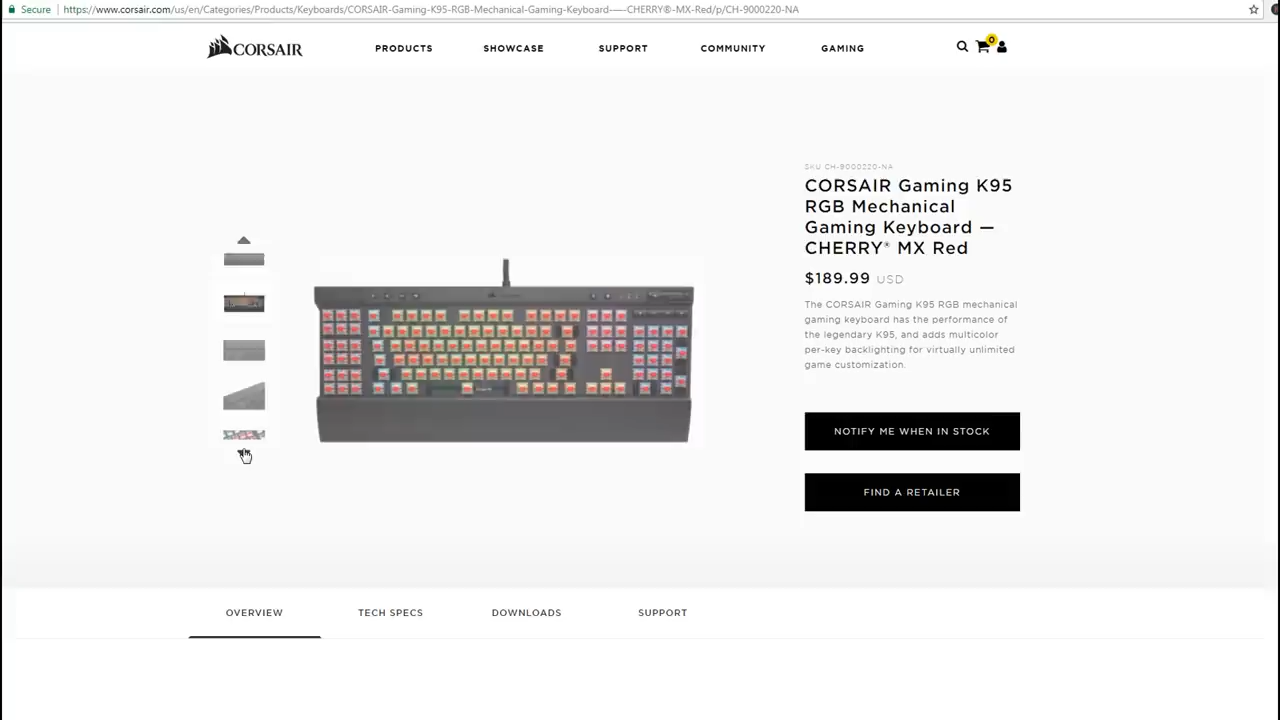 Secure
https://www.corsair.com/us/en/Categories/Products/Keyboards/CORSAIR-Gaming-K95-RGB-Mechanical-Gaming-Keyboard-—-CHERRY®-MX-Red/p/CH-9000220-NA
CORSAIR
PRODUCTS
SHOWCASE
SUPPORT
COMMUNITY
GAMING
0
SKU CH-9000220-NA
CORSAIR Gaming K95
RGB Mechanical
Gaming Keyboard —
CHERRY® MX Red
$189.99 USD
The CORSAIR Gaming K95 RGB mechanical
gaming keyboard has the performance of
the legendary K95, and adds multicolor
per-key backlighting for virtually unlimited
game customization.
NOTIFY ME WHEN IN STOCK
FIND A RETAILER
OVERVIEW
TECH SPECS
DOWNLOADS
SUPPORT